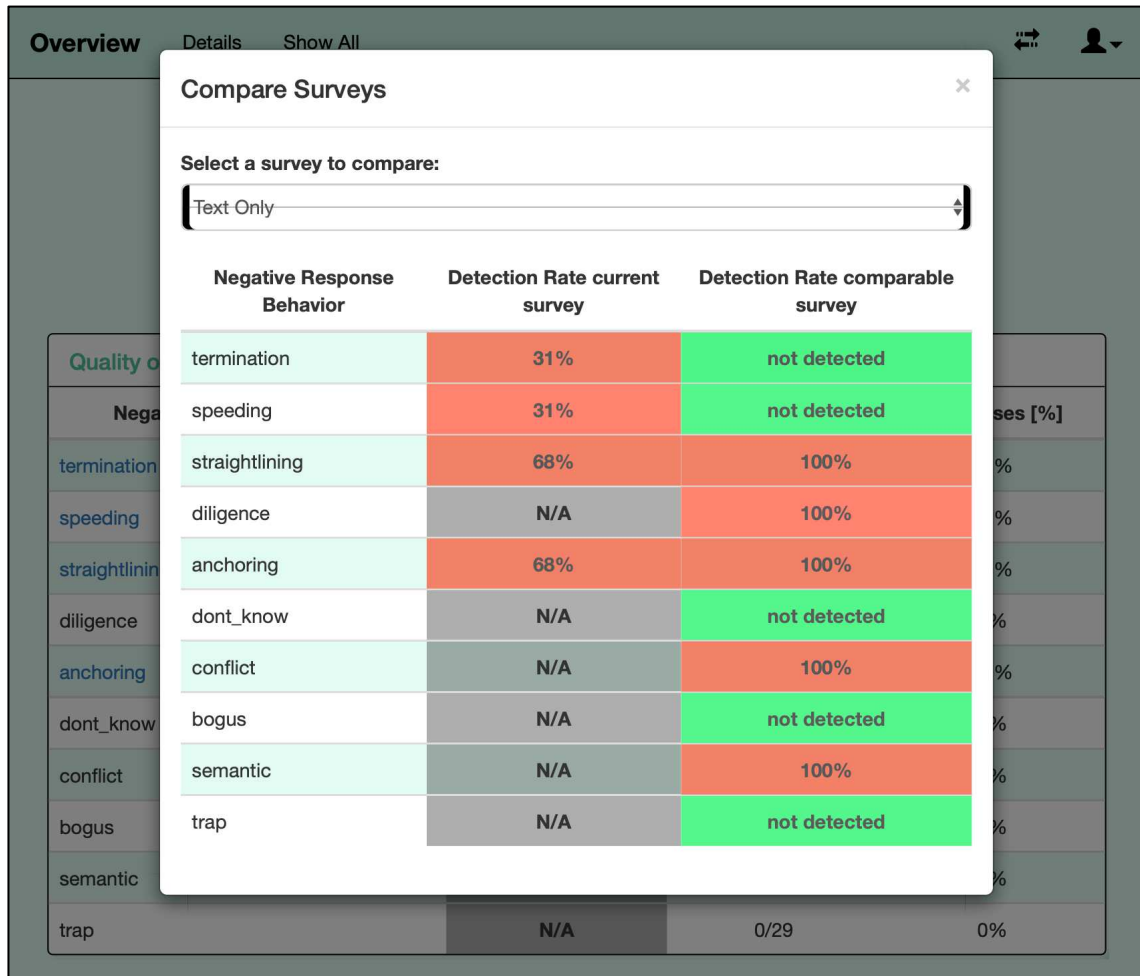 Overview Details Show All
Compare Surveys ×
Select a survey to compare:
Text Only
Negative Response Behavior Detection Rate current survey Detection Rate comparable survey
termination 31% not detected
speeding 31% not detected
straightlining 68% 100%
diligence N/A 100%
anchoring 68% 100%
dont_know N/A not detected
conflict N/A 100%
bogus N/A not detected
semantic N/A 100%
trap N/A not detected
Quality o
Nega ses [%]
termination %
speeding %
straightlinin %
diligence %
anchoring %
dont_know %
conflict %
bogus %
semantic %
trap N/A 0/29 0%